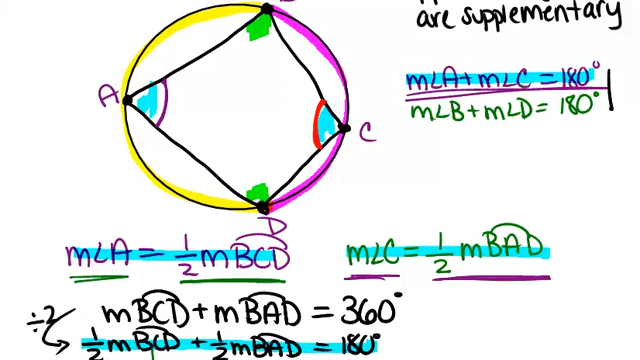 are supplementary
A
m∠A + m∠C = 180°
m∠B + m∠D = 180°
C
D
m∠A = 1/2 mBCD
m∠C = 1/2 mBAD
÷2
mBCD + mBAD = 360°
1/2 mBCD + 1/2 mBAD = 180°